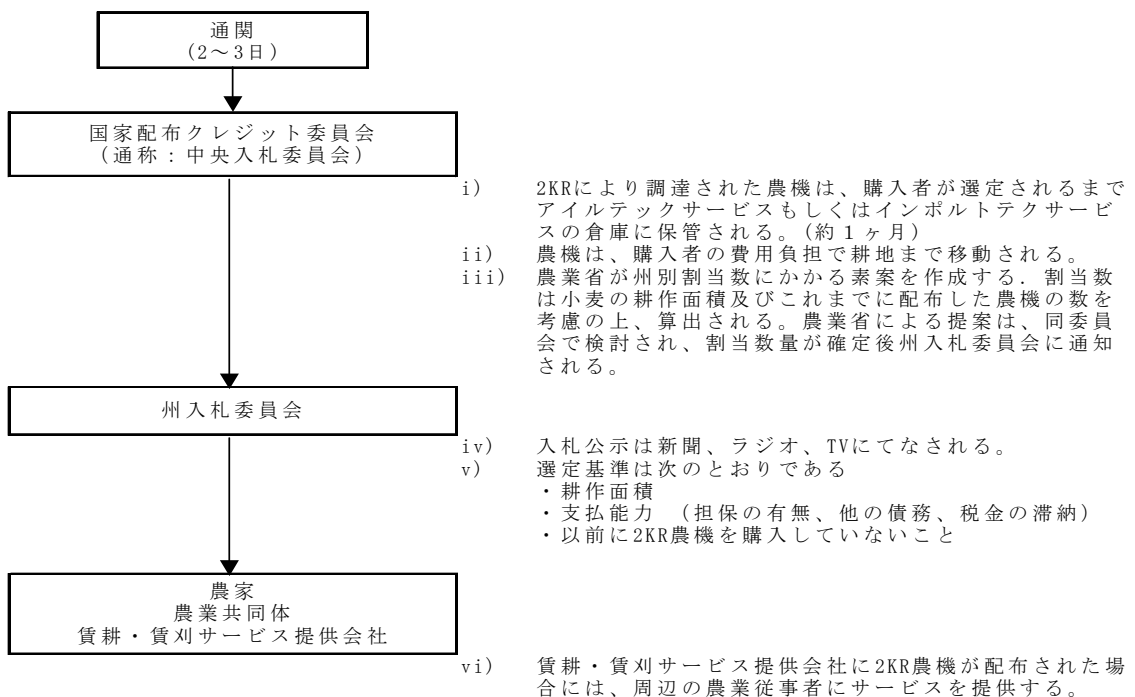 通関
(2～3日)
国家配布クレジット委員会
(通称：中央入札委員会)
i) 2KRにより調達された農機は、購入者が選定されるまで
アイルテックサービスもしくはインポルトテクサービ
スの倉庫に保管される。(約１ヶ月)
ii) 農機は、購入者の費用負担で耕地まで移動される。
iii) 農業省が州別割当数にかかる素案を作成する．割当数
は小麦の耕作面積及びこれまでに配布した農機の数を
考慮の上、算出される。農業省による提案は、同委員
会で検討され、割当数量が確定後州入札委員会に通知
される。
州入札委員会
iv) 入札公示は新聞、ラジオ、TVにてなされる。
v) 選定基準は次のとおりである
・耕作面積
・支払能力 (担保の有無、他の債務、税金の滞納)
・以前に2KR農機を購入していないこと
農家
農業共同体
賃耕・賃刈サービス提供会社
vi) 賃耕・賃刈サービス提供会社に2KR農機が配布された場
合には、周辺の農業従事者にサービスを提供する。